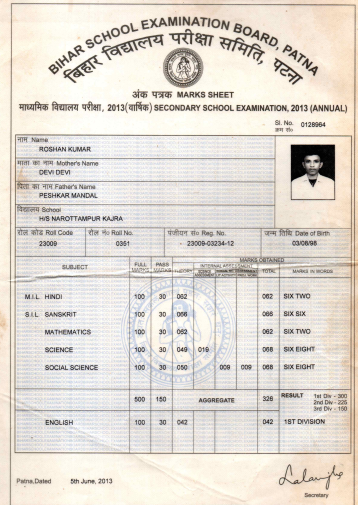 BIHAR SCHOOL EXAMINATION BOARD, PATNA
बिहार विद्यालय परीक्षा समिति, पटना
अंक पत्रक MARKS SHEET
माध्यमिक विद्यालय परीक्षा, 2013(वार्षिक) SECONDARY SCHOOL EXAMINATION, 2013 (ANNUAL)
Sl. No. 0128964
क्रम सं०
नाम Name
ROSHAN KUMAR
माता का नाम Mother's Name
DEVI DEVI
पिता का नाम Father's Name
PESHKAR MANDAL
विद्यालय School
H/S NAROTTAMPUR KAJRA
रोल कोड Roll Code रोल नं० Roll No. पंजीयन सं० Reg. No. जन्म तिथि Date of Birth
23009 0351 - 23009-03234-12 03/08/98
SUBJECT FULL MARKS PASS MARKS THEORY MARKS OBTAINED
INTERNAL ASSESSMENT TOTAL MARKS IN WORDS
SCIENCE
M.I.L HINDI 100 30 062 062 SIX TWO
S.I.L SANSKRIT 100 30 066 066 SIX SIX
MATHEMATICS 100 30 062 062 SIX TWO
SCIENCE 100 30 049 019 068 SIX EIGHT
SOCIAL SCIENCE 100 30 050 009 009 068 SIX EIGHT
500 150 AGGREGATE 326 RESULT 1st Div - 300
2nd Div - 225
3rd Div - 150
ENGLISH 100 30 042 042 1ST DIVISION
Patna,Dated 5th June, 2013
Secretary